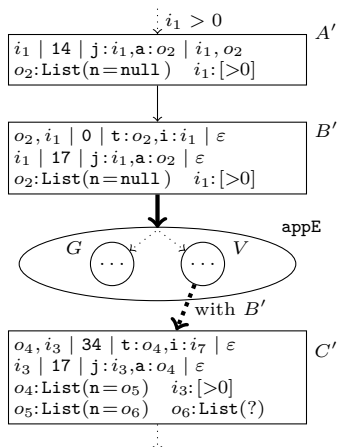 i₁ > 0
A′
i₁ | 14 | j:i₁,a:o₂ | i₁, o₂
o₂:List(n=null) i₁:[>0]
B′
o₂, i₁ | 0 | t:o₂,i:i₁ | ε
i₁ | 17 | j:i₁,a:o₂ | ε
o₂:List(n=null) i₁:[>0]
appE
G V
... ...
with B′
C′
o₄, i₃ | 34 | t:o₄,i:i₇ | ε
i₃ | 17 | j:i₃,a:o₄ | ε
o₄:List(n=o₅) i₃:[>0]
o₅:List(n=o₆) o₆:List(?)